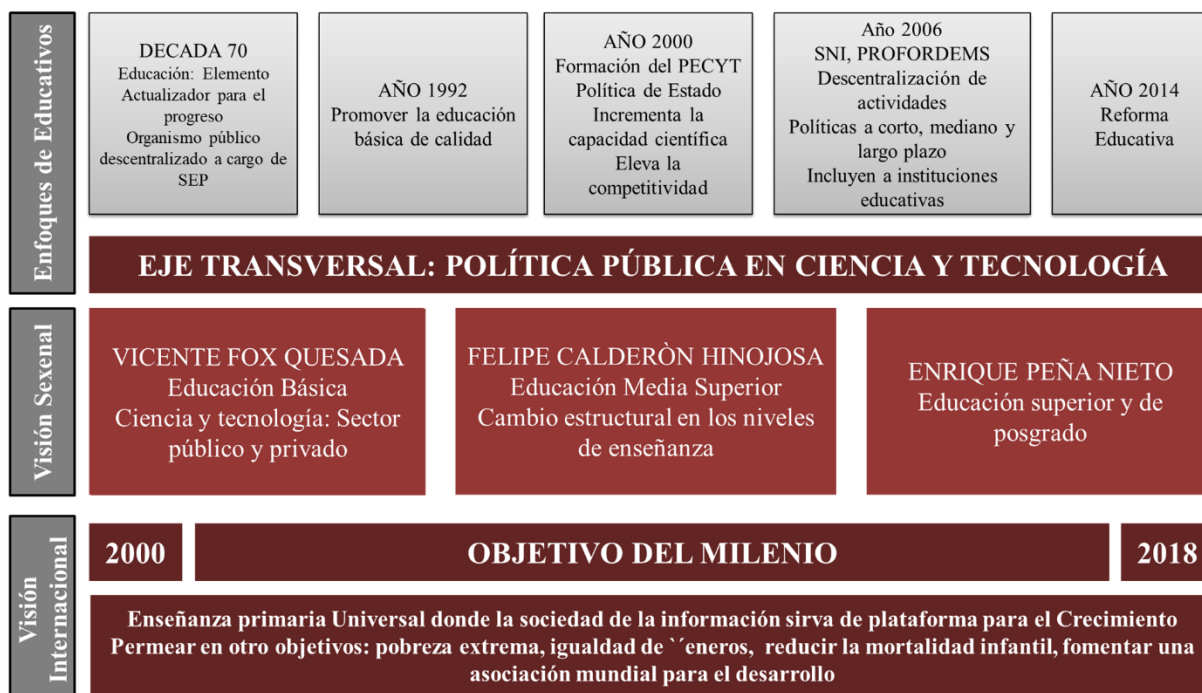 Enfoques de Educativos
DECADA 70
Educación: Elemento
Actualizador para el
progreso
Organismo público
descentralizado a cargo de
SEP
AÑO 1992
Promover la educación
básica de calidad
AÑO 2000
Formación del PECYT
Política de Estado
Incrementa la
capacidad científica
Eleva la
competitividad
Año 2006
SNI, PROFORDEMS
Descentralización de
actividades
Políticas a corto, mediano y
largo plazo
Incluyen a instituciones
educativas
AÑO 2014
Reforma
Educativa
EJE TRANSVERSAL: POLÍTICA PÚBLICA EN CIENCIA Y TECNOLOGÍA
Visión Sexenal
VICENTE FOX QUESADA
Educación Básica
Ciencia y tecnología: Sector
público y privado
FELIPE CALDERÒN HINOJOSA
Educación Media Superior
Cambio estructural en los niveles
de enseñanza
ENRIQUE PEÑA NIETO
Educación superior y de
posgrado
Visión
Internacional
2000
OBJETIVO DEL MILENIO
2018
Enseñanza primaria Universal donde la sociedad de la información sirva de plataforma para el Crecimiento
Permear en otro objetivos: pobreza extrema, igualdad de ``eneros, reducir la mortalidad infantil, fomentar una
asociación mundial para el desarrollo